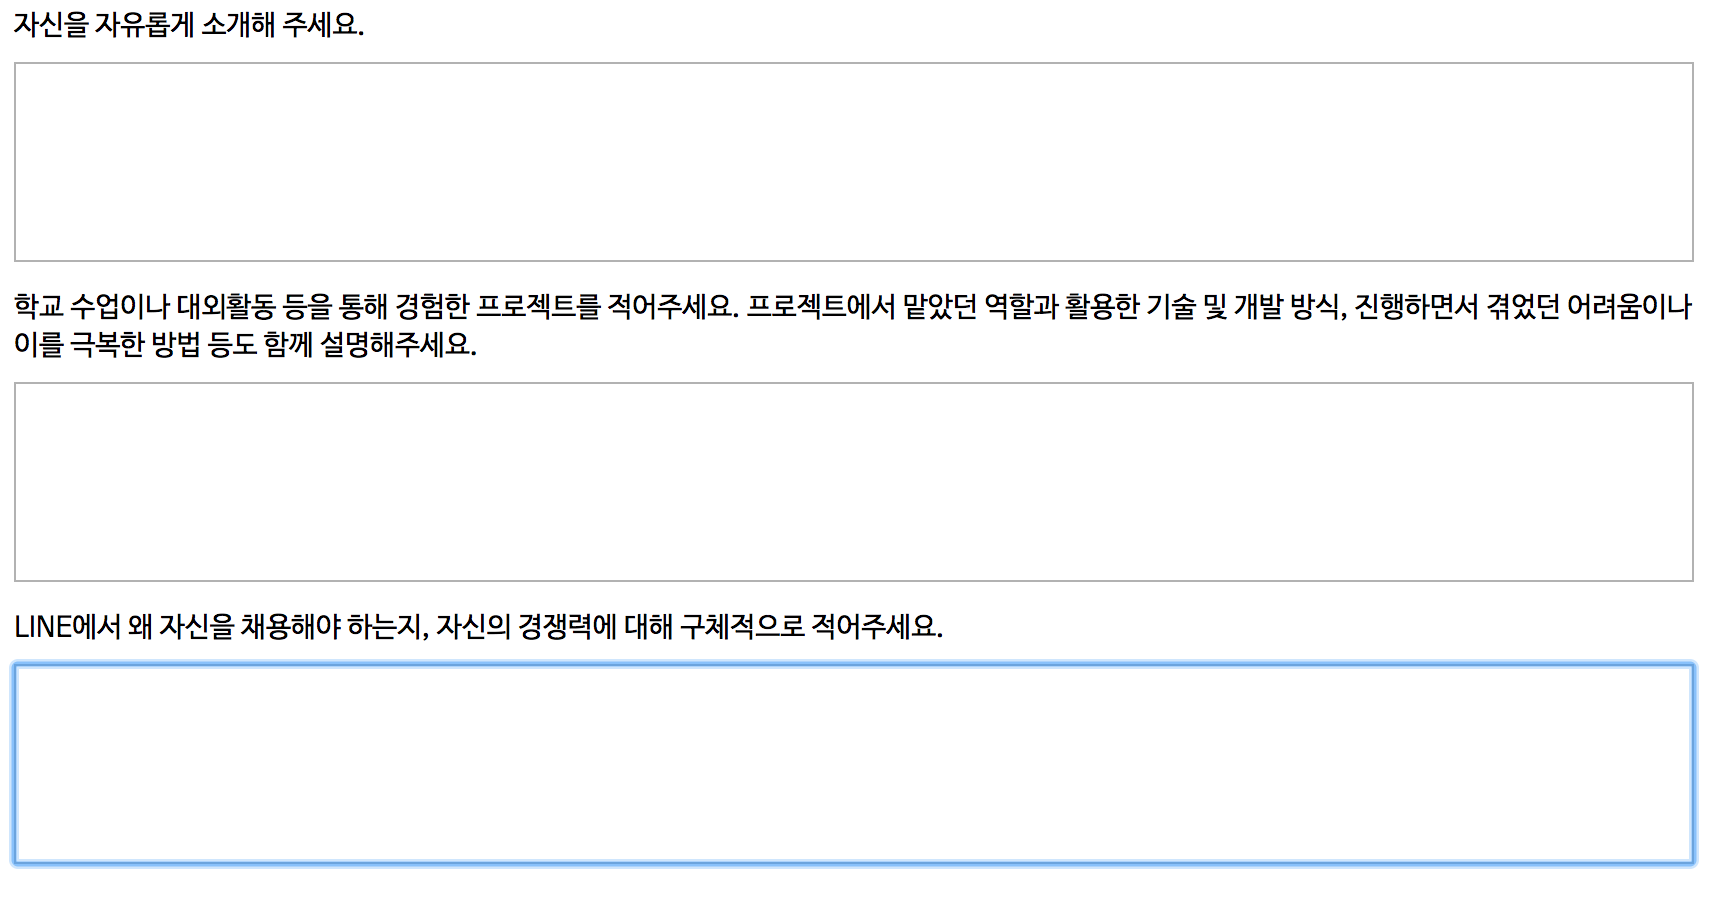 자신을 자유롭게 소개해 주세요.
학교 수업이나 대외활동 등을 통해 경험한 프로젝트를 적어주세요. 프로젝트에서 맡았던 역할과 활용한 기술 및 개발 방식, 진행하면서 겪었던 어려움이나
이를 극복한 방법 등도 함께 설명해주세요.
LINE에서 왜 자신을 채용해야 하는지, 자신의 경쟁력에 대해 구체적으로 적어주세요.